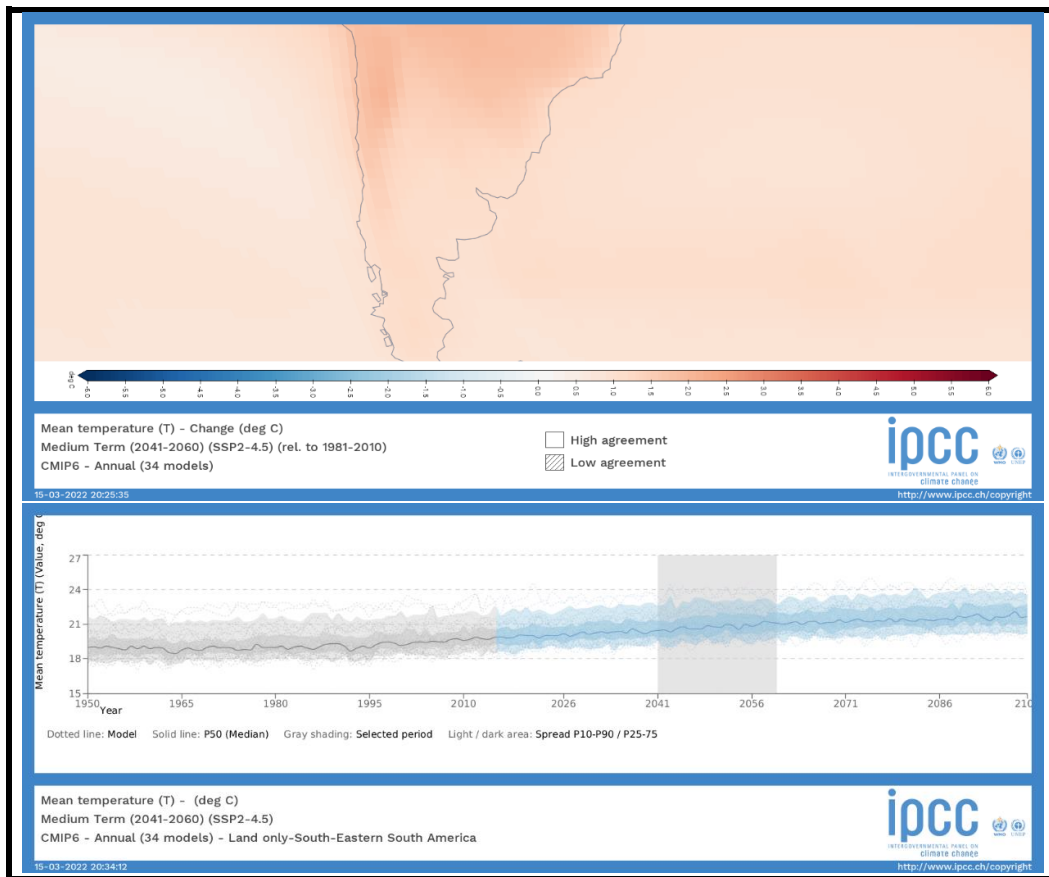 deg C
-6.0 -5.5 -5.0 -4.5 -4.0 -3.5 -3.0 -2.5 -2.0 -1.5 -1.0 -0.5 0.0 0.5 1.0 1.5 2.0 2.5 3.0 3.5 4.0 4.5 5.0 5.5 6.0
Mean temperature (T) - Change (deg C)
Medium Term (2041-2060) (SSP2-4.5) (rel. to 1981-2010)
CMIP6 - Annual (34 models)
High agreement
Low agreement
ipcc
INTERGOVERNMENTAL PANEL ON
climate change
WMO UNEP
15-03-2022 20:25:35
http://www.ipcc.ch/copyright
Mean temperature (T) (Value, deg C
27
24
21
18
15
1950 1965 1980 1995 2010 2026 2041 2056 2071 2086 210
Year
Dotted line: Model Solid line: P50 (Median) Gray shading: Selected period Light / dark area: Spread P10-P90 / P25-75
Mean temperature (T) - (deg C)
Medium Term (2041-2060) (SSP2-4.5)
CMIP6 - Annual (34 models) - Land only-South-Eastern South America
ipcc
INTERGOVERNMENTAL PANEL ON
climate change
WMO UNEP
15-03-2022 20:34:12
http://www.ipcc.ch/copyright